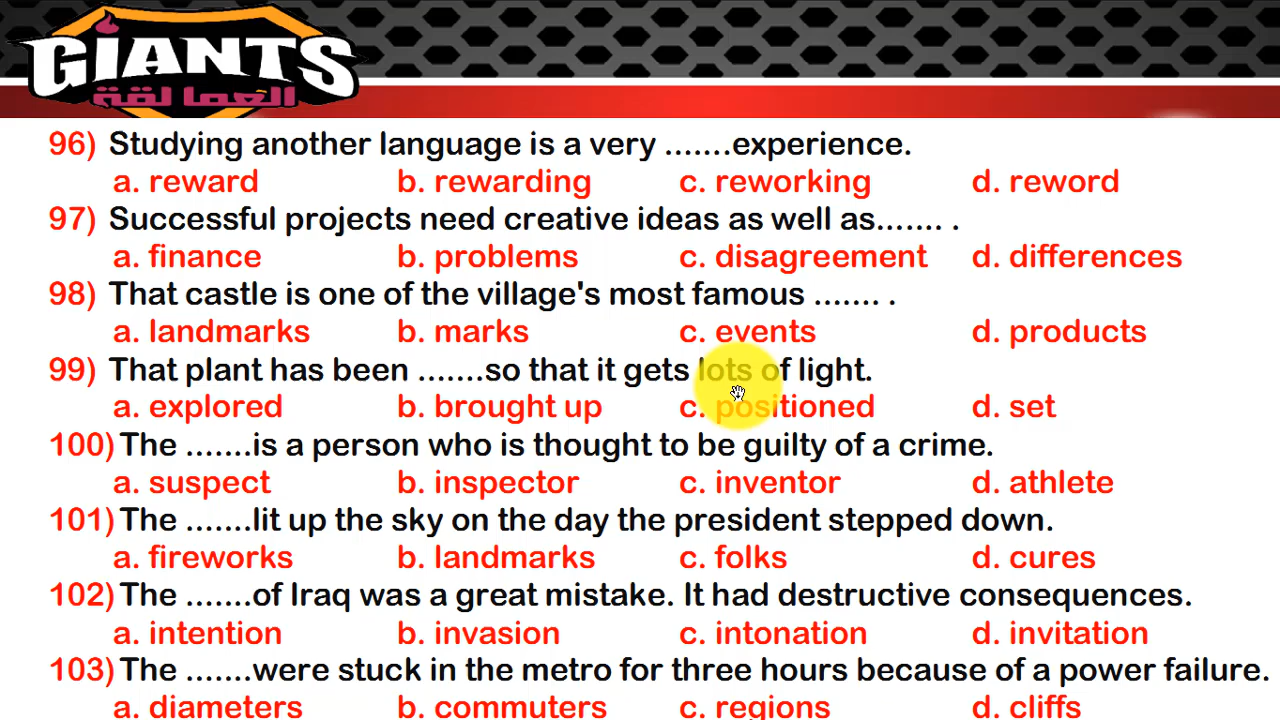 GIANTS
العمالقة
96) Studying another language is a very .......experience.
a. reward b. rewarding c. reworking d. reword
97) Successful projects need creative ideas as well as....... .
a. finance b. problems c. disagreement d. differences
98) That castle is one of the village's most famous ....... .
a. landmarks b. marks c. events d. products
99) That plant has been .......so that it gets lots of light.
a. explored b. brought up c. positioned d. set
100) The .......is a person who is thought to be guilty of a crime.
a. suspect b. inspector c. inventor d. athlete
101) The .......lit up the sky on the day the president stepped down.
a. fireworks b. landmarks c. folks d. cures
102) The .......of Iraq was a great mistake. It had destructive consequences.
a. intention b. invasion c. intonation d. invitation
103) The .......were stuck in the metro for three hours because of a power failure.
a. diameters b. commuters c. regions d. cliffs